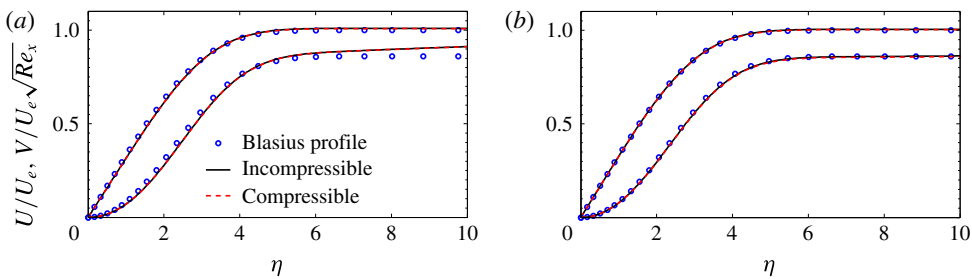 (a)
(b)
1.0
0.5
U/U_e, V/U_e√Re_x
0 2 4 6 8 10
η
Blasius profile
Incompressible
Compressible
1.0
0.5
0 2 4 6 8 10
η